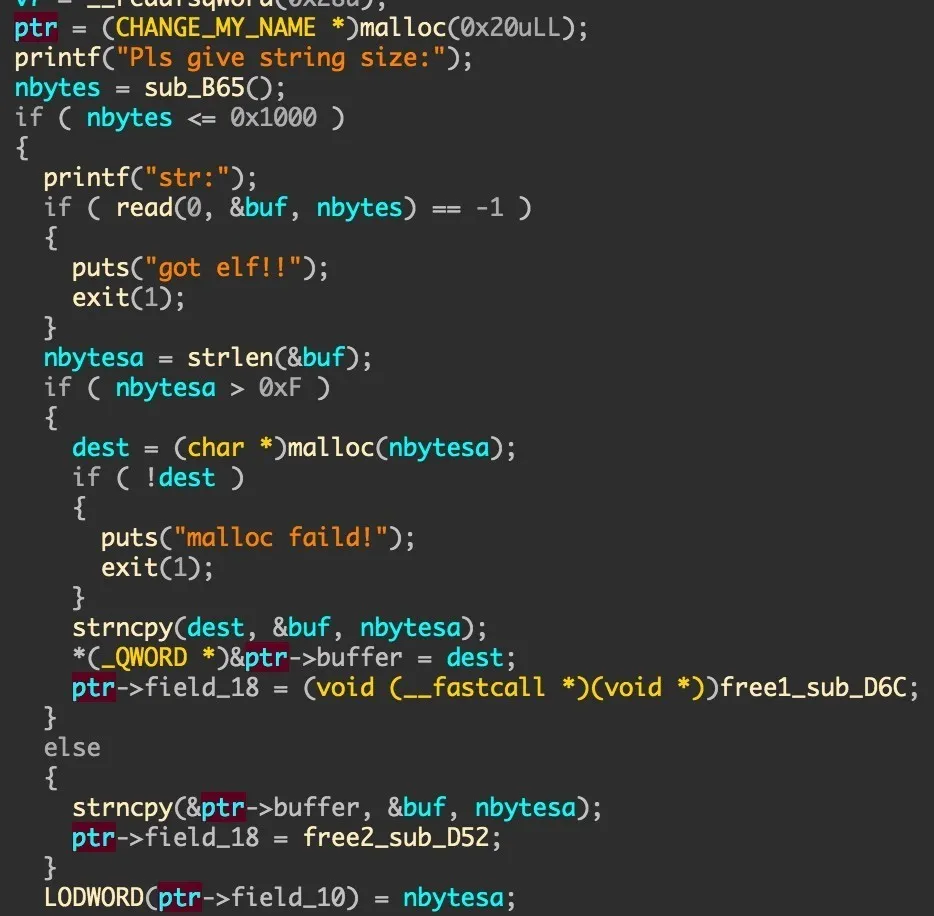 ptr = (CHANGE_MY_NAME *)malloc(0x20uLL);
printf("Pls give string size:");
nbytes = sub_B65();
if ( nbytes <= 0x1000 )
{
  printf("str:");
  if ( read(0, &buf, nbytes) == -1 )
  {
    puts("got elf!!");
    exit(1);
  }
  nbytesa = strlen(&buf);
  if ( nbytesa > 0xF )
  {
    dest = (char *)malloc(nbytesa);
    if ( !dest )
    {
      puts("malloc faild!");
      exit(1);
    }
    strncpy(dest, &buf, nbytesa);
    *(_QWORD *)&ptr->buffer = dest;
    ptr->field_18 = (void (__fastcall *)(void *))free1_sub_D6C;
  }
  else
  {
    strncpy(&ptr->buffer, &buf, nbytesa);
    ptr->field_18 = free2_sub_D52;
  }
  LODWORD(ptr->field_10) = nbytesa;